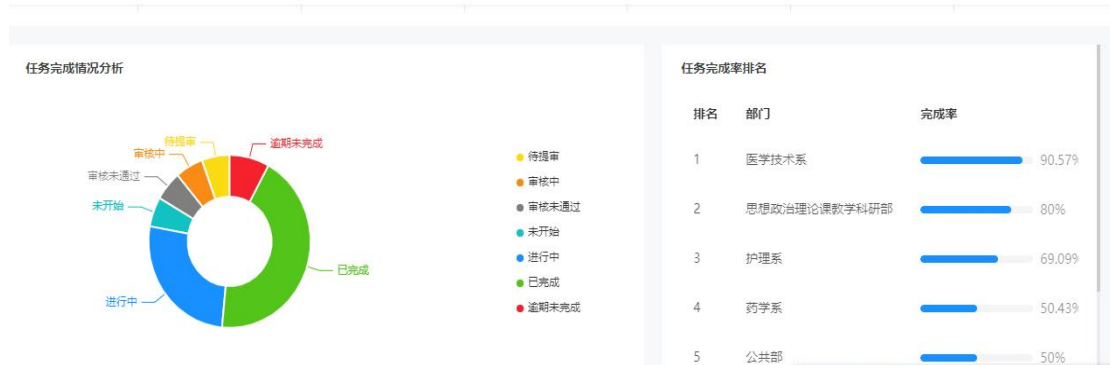 任务完成情况分析
待提审
审核中
审核未通过
未开始
进行中
逾期未完成
已完成
待提审
审核中
审核未通过
未开始
进行中
已完成
逾期未完成
任务完成率排名
排名 部门 完成率
1 医学技术系 90.57%
2 思想政治理论课教学科研部 80%
3 护理系 69.09%
4 药学系 50.43%
5 公共部 50%